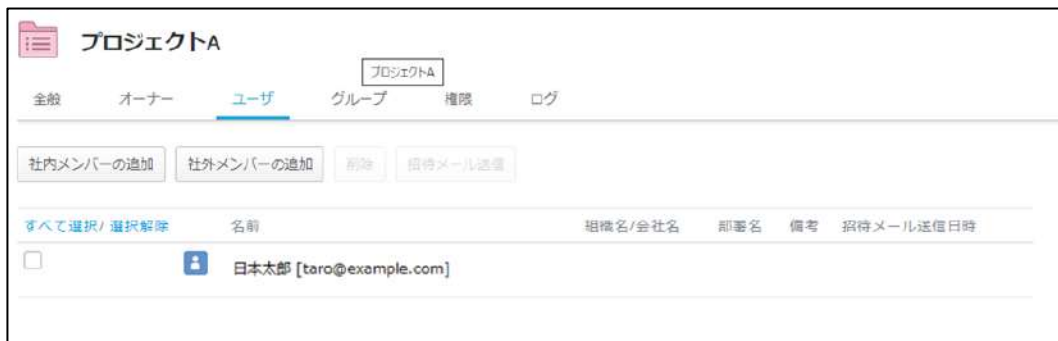 プロジェクトA
プロジェクトA
全般 オーナー ユーザ グループ 権限 ログ
社内メンバーの追加 社外メンバーの追加 削除 招待メール送信
すべて選択/ 選択解除 名前 組織名/会社名 部署名 備考 招待メール送信日時
日本太郎 [taro@example.com]